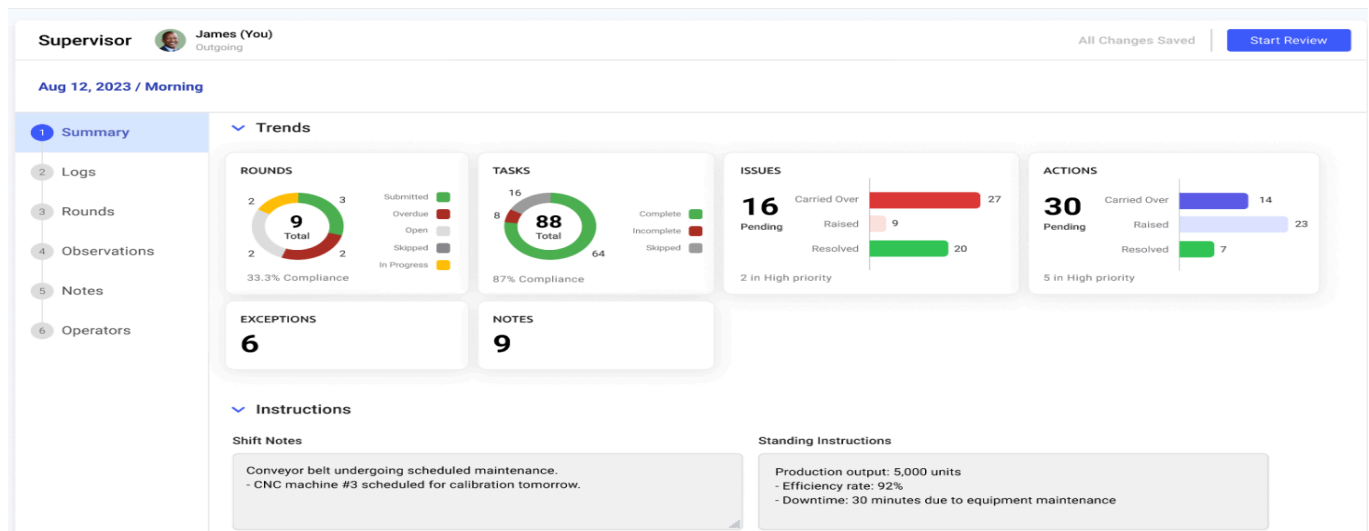 Supervisor
James (You)
Outgoing
All Changes Saved
Start Review
Aug 12, 2023 / Morning
1 Summary
2 Logs
3 Rounds
4 Observations
5 Notes
6 Operators
Trends
ROUNDS
2
3
9
Total
2
2
Submitted
Overdue
Open
Skipped
In Progress
33.3% Compliance
TASKS
16
8
88
Total
64
Complete
Incomplete
Skipped
87% Compliance
ISSUES
16
Pending
Carried Over 27
Raised 9
Resolved 20
2 in High priority
ACTIONS
30
Pending
Carried Over 14
Raised 23
Resolved 7
5 in High priority
EXCEPTIONS
6
NOTES
9
Instructions
Shift Notes
Conveyor belt undergoing scheduled maintenance.
- CNC machine #3 scheduled for calibration tomorrow.
Standing Instructions
Production output: 5,000 units
- Efficiency rate: 92%
- Downtime: 30 minutes due to equipment maintenance